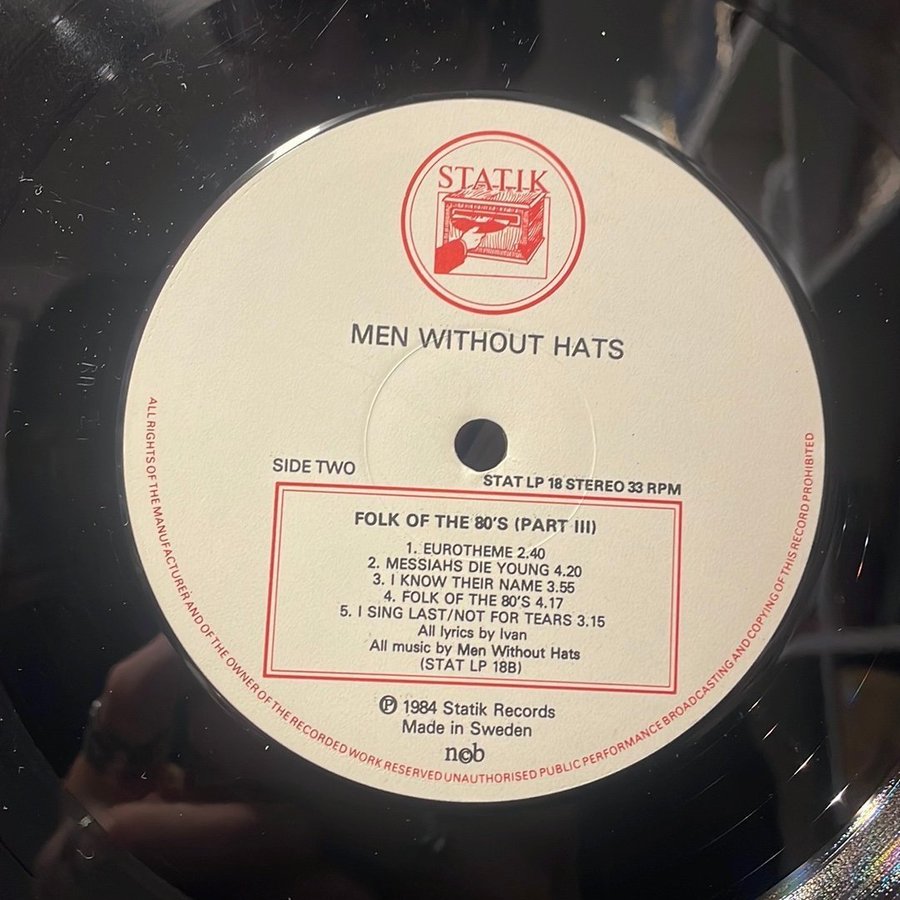 STATIK
MEN WITHOUT HATS
SIDE TWO
STAT LP 18 STEREO 33 RPM
FOLK OF THE 80'S (PART III)
1. EUROTHEME 2.40
2. MESSIAHS DIE YOUNG 4.20
3. I KNOW THEIR NAME 3.55
4. FOLK OF THE 80'S 4.17
5. I SING LAST/NOT FOR TEARS 3.15
All lyrics by Ivan
All music by Men Without Hats
(STAT LP 18B)
Ⓟ 1984 Statik Records
Made in Sweden
n©b
ALL RIGHTS OF THE MANUFACTURER AND OF THE OWNER OF THE RECORDED WORK RESERVED UNAUTHORISED PUBLIC PERFORMANCE BROADCASTING AND COPYING OF THIS RECORD PROHIBITED